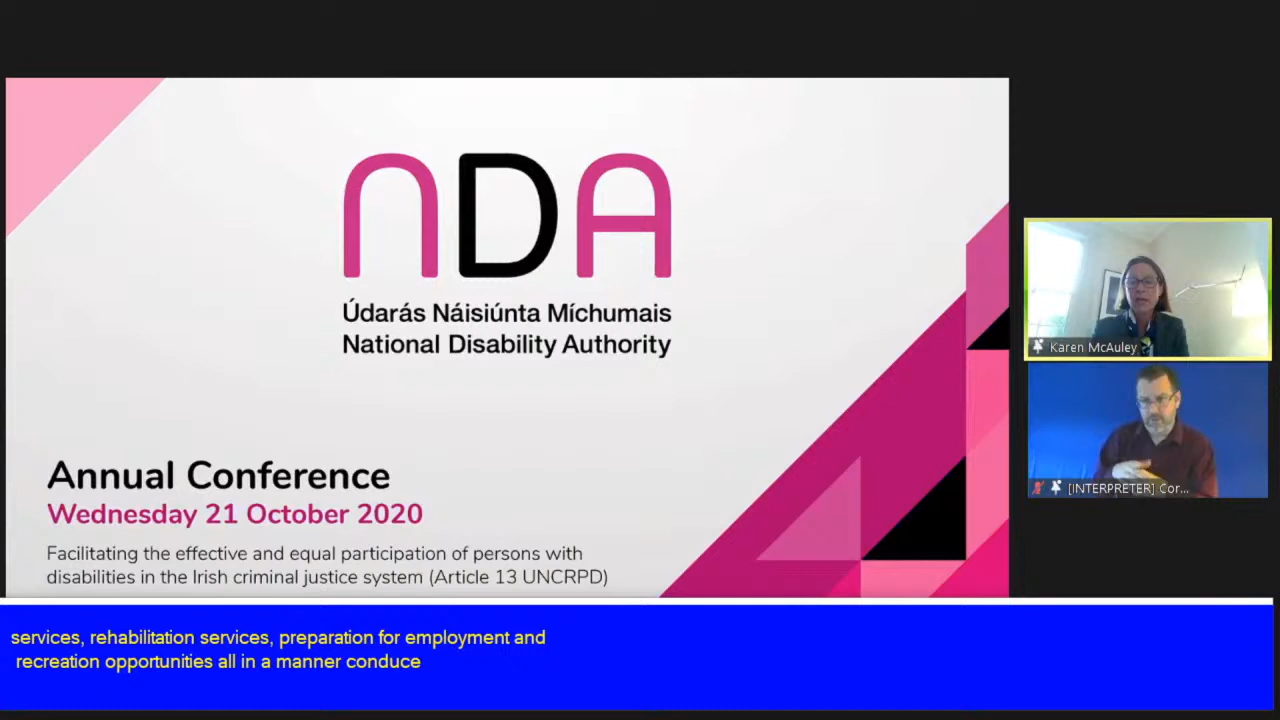 NDA
Údarás Náisiúnta Míchumais
National Disability Authority
Annual Conference
Wednesday 21 October 2020
Facilitating the effective and equal participation of persons with
disabilities in the Irish criminal justice system (Article 13 UNCRPD)
Karen McAuley
[INTERPRETER] Cor...
services, rehabilitation services, preparation for employment and
recreation opportunities all in a manner conduce